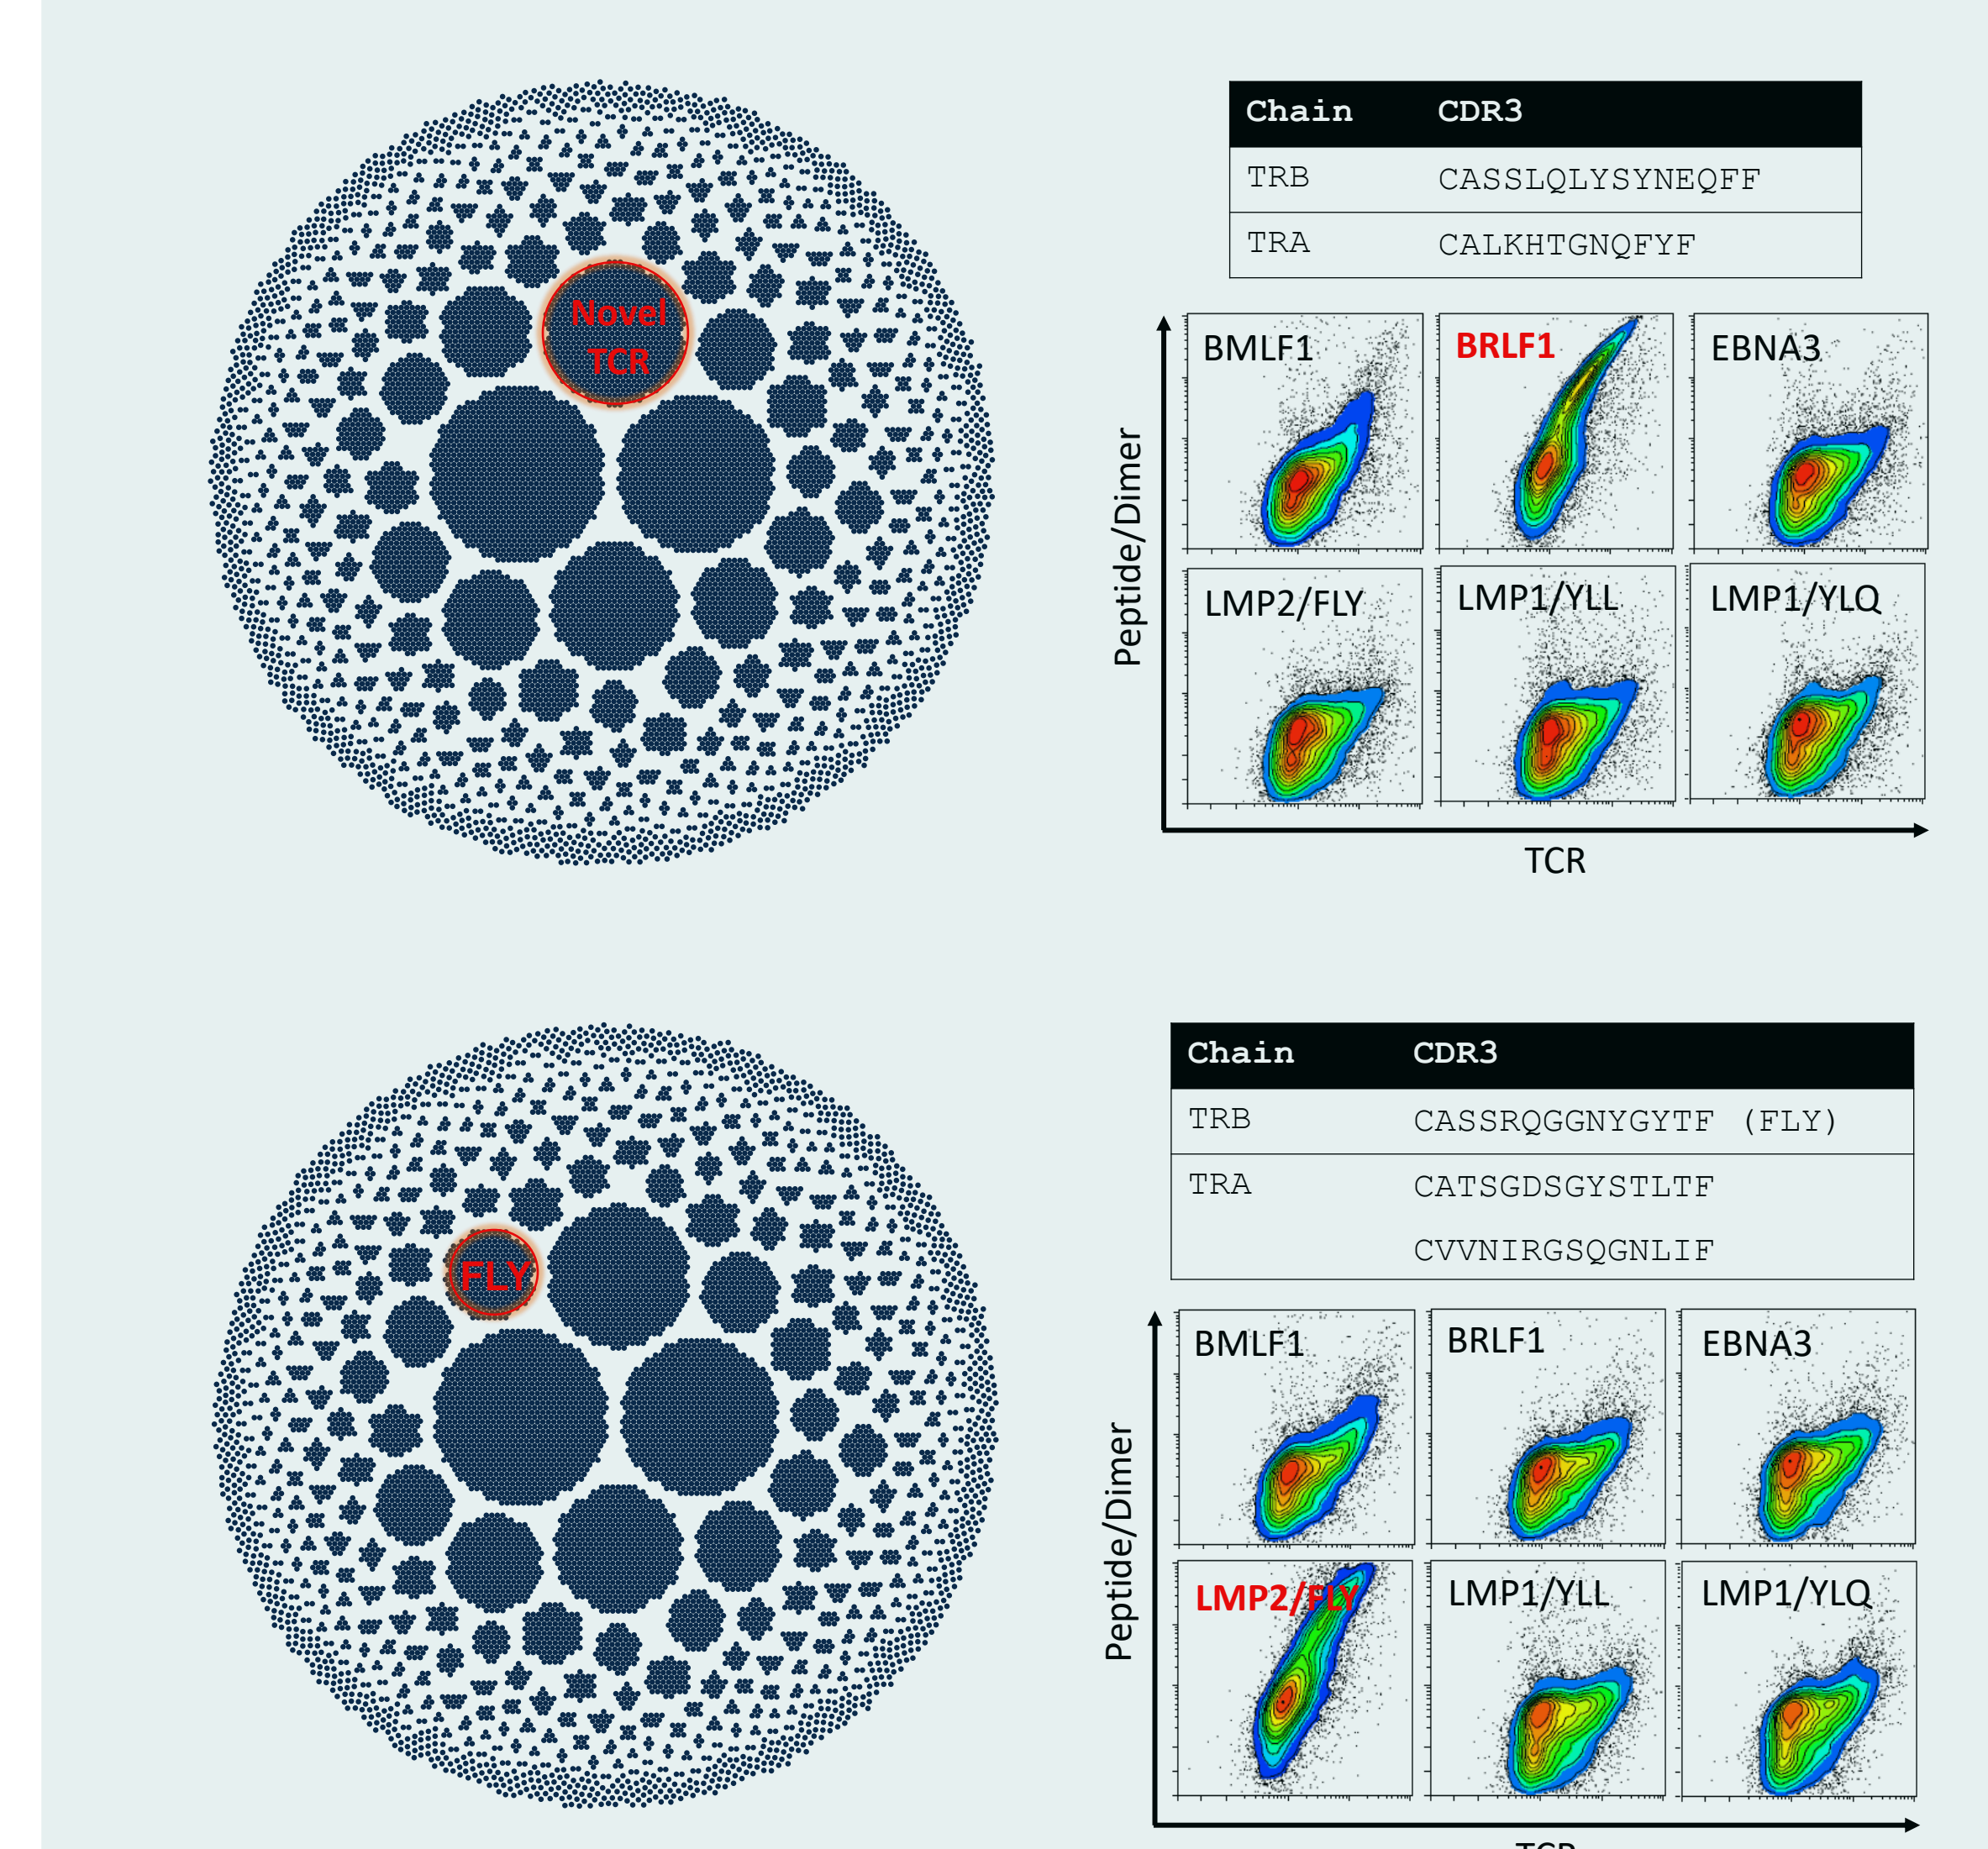 Novel
TCR
Chain CDR3
TRB CASSLQLYSYNEQFF
TRA CALKHTGNQFYF
BMLF1 BRLF1 EBNA3
LMP2/FLY LMP1/YLL LMP1/YLQ
Peptide/Dimer
TCR
FLY
Chain CDR3
TRB CASSRQGGNYGYTF (FLY)
TRA CATSGDSGYSTLTF
CVVNIRGSQGNLIF
BMLF1 BRLF1 EBNA3
LMP2/FLY LMP1/YLL LMP1/YLQ
Peptide/Dimer
TCR